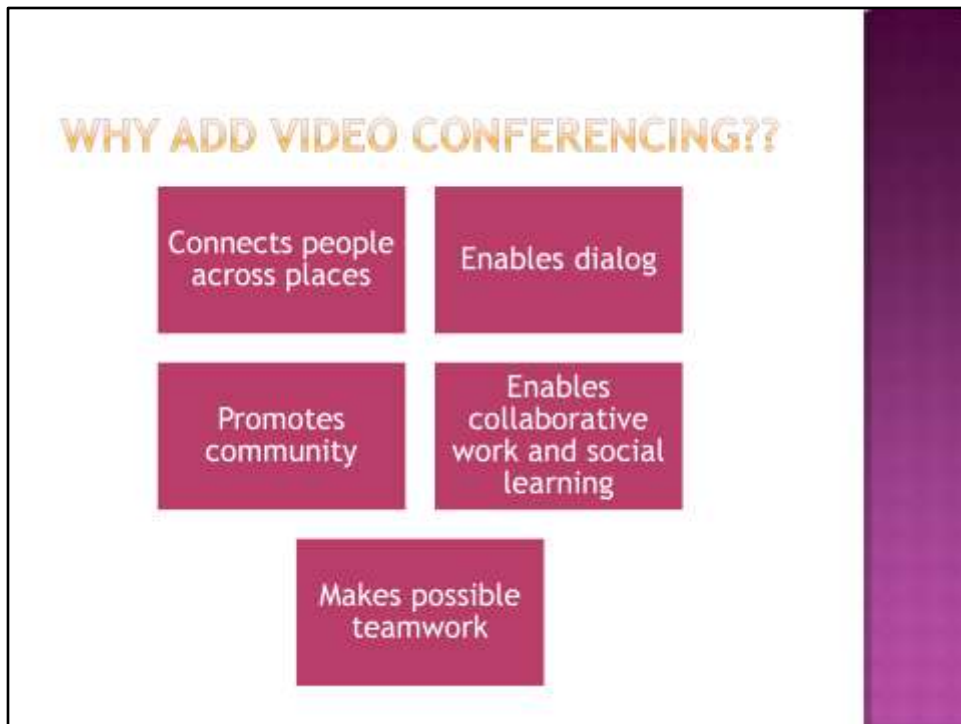 WHY ADD VIDEO CONFERENCING??
Connects people
across places
Enables dialog
Promotes
community
Enables
collaborative
work and social
learning
Makes possible
teamwork